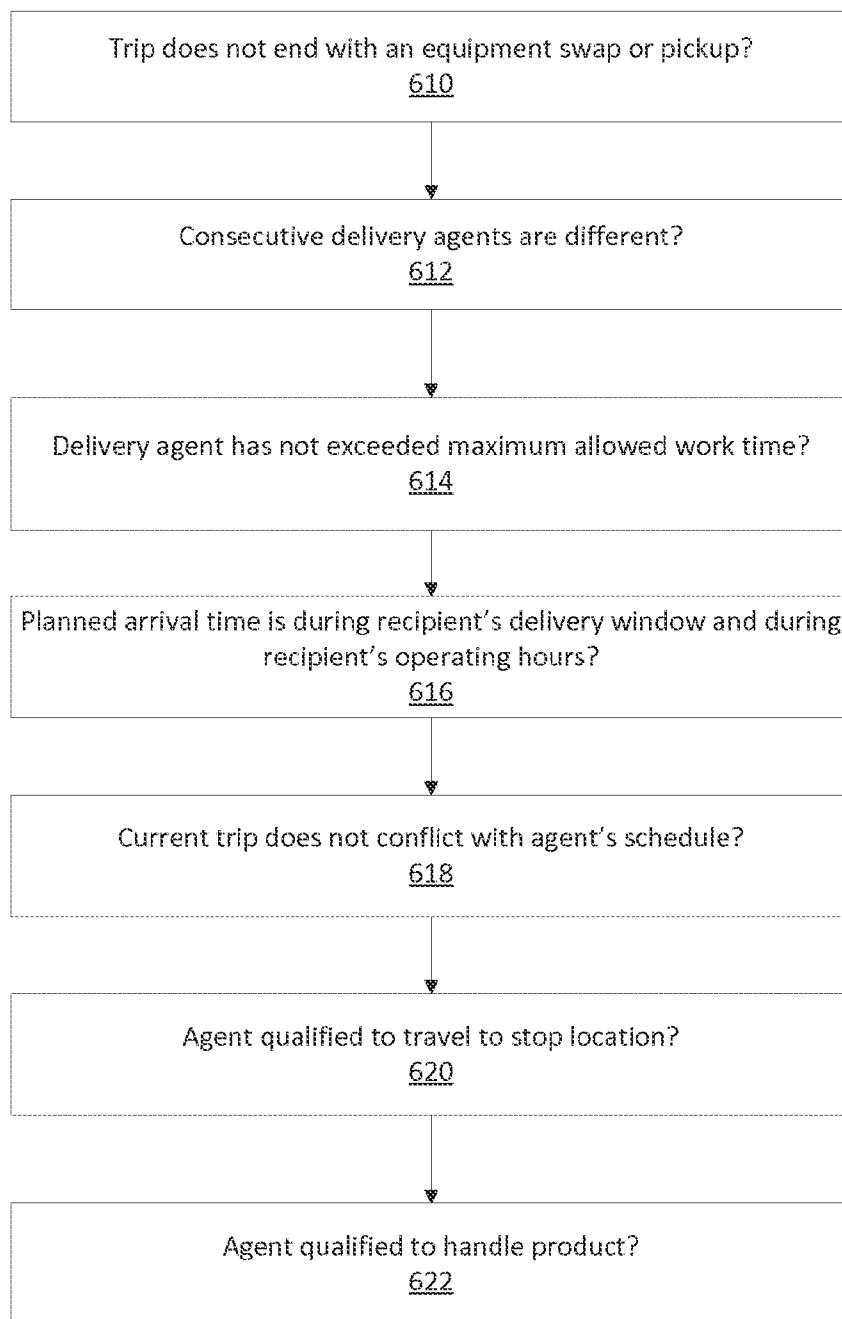 Trip does not end with an equipment swap or pickup?
610
Consecutive delivery agents are different?
612
Delivery agent has not exceeded maximum allowed work time?
614
Planned arrival time is during recipient's delivery window and during
recipient's operating hours?
616
Current trip does not conflict with agent's schedule?
618
Agent qualified to travel to stop location?
620
Agent qualified to handle product?
622